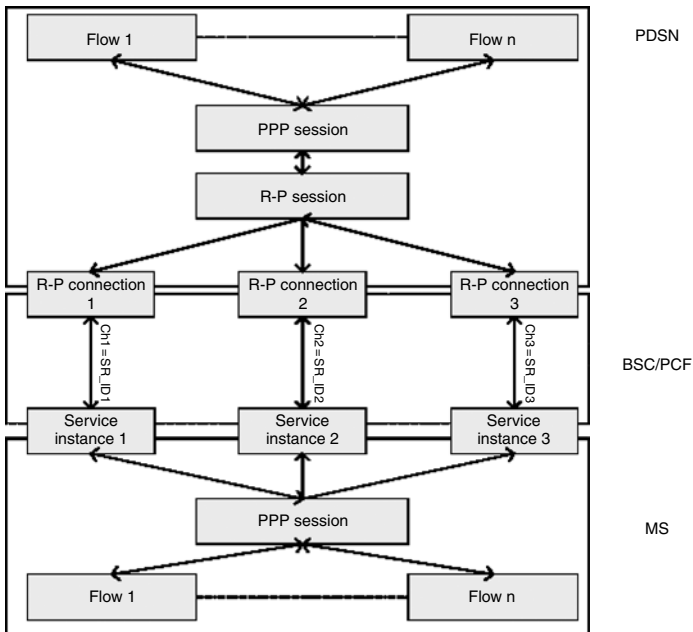 Flow 1
Flow n
PDSN
PPP session
R-P session
R-P connection
1
R-P connection
2
R-P connection
3
Ch1 = SR_ID1
Ch2 = SR_ID2
Ch3 = SR_ID3
BSC/PCF
Service
instance 1
Service
instance 2
Service
instance 3
PPP session
MS
Flow 1
Flow n